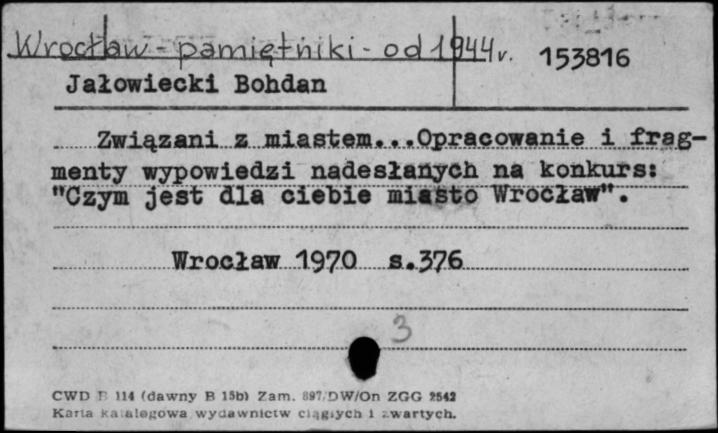 Wrocław - pamiętniki - od 1944 r. 153816
Jałowiecki Bohdan
Związani z miastem...Opracowanie i frag-
menty wypowiedzi nadesłanych na konkurs:
"Czym jest dla ciebie miasto Wrocław".
Wrocław 1970 s.376
3
CWD B 114 (dawny B 15b) Zam. 897/DW/On ZGG 2542
Karta katalogowa wydawnictw ciągłych i zwartych.